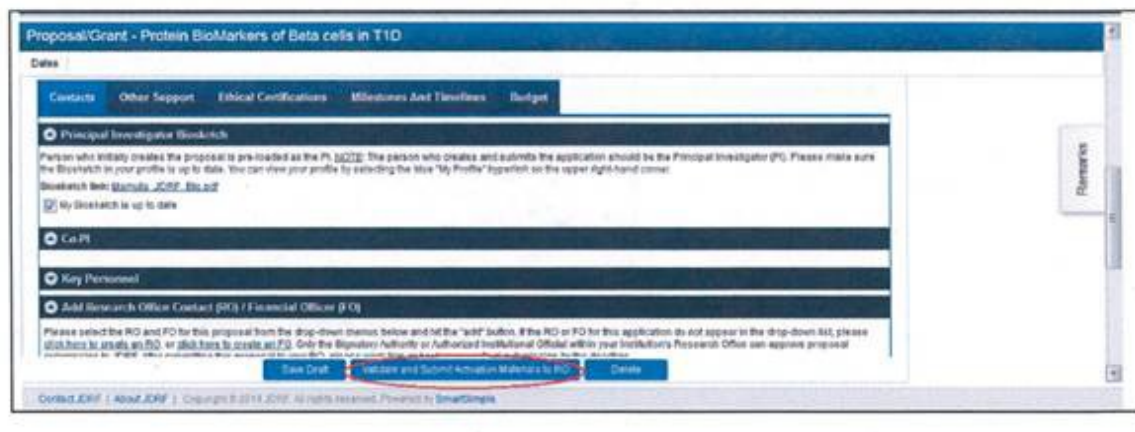 Proposal/Grant - Protein BioMarkers of Beta cells in T1D
Dates
Contacts Other Support Ethical Certifications Milestones And Timelines Budget
Principal Investigator Biosketch
Person who initially creates the proposal is pre-loaded as the PI. NOTE: The person who creates and submits the application should be the Principal Investigator (PI). Please make sure
the Biosketch in your profile is up to date. You can view your profile by selecting the blue "My Profile" hyperlink on the upper right-hand corner.
Biosketch link: Mamula_JDRF_Bio.pdf
My Biosketch is up to date
Co-PI
Key Personnel
Add Research Office Contact (RO) / Financial Officer (FO)
Please select the RO and FO for this proposal from the drop-down menus below and hit the "add" button. If the RO or FO for this application do not appear in the drop-down list, please
click here to create an RO, or click here to create an FO. Only the Signatory Authority or Authorized Institutional Official within your Institution's Research Office can approve proposal
Save Draft Validate and Submit Activation Materials to RO Delete
Contact JDRF | About JDRF | Copyright © 2014 JDRF. All rights reserved. Powered by SmartSimple
Remarks